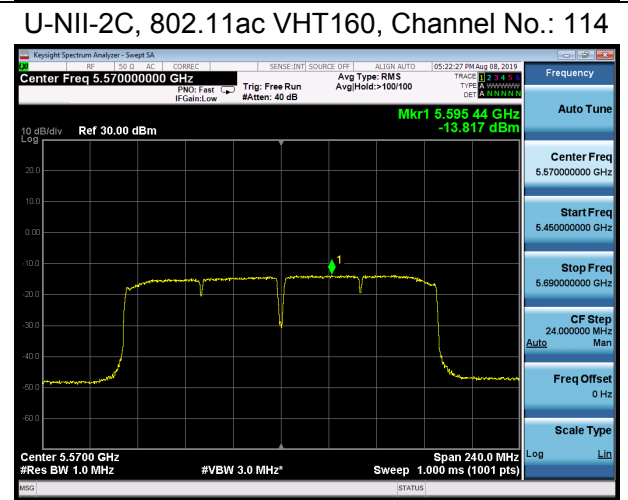 U-NII-2C, 802.11ac VHT160, Channel No.: 114
Keysight Spectrum Analyzer - Swept SA
LXI RF 50 Ω AC CORREC SENSE:INT SOURCE OFF ALIGN AUTO 05:22:27 PM Aug 08, 2019
Center Freq 5.570000000 GHz
PNO: Fast
IFGain:Low
Trig: Free Run
#Atten: 40 dB
Avg Type: RMS
Avg|Hold:>100/100
TRACE 1 2 3 4 5 6
TYPE A WWWWW
DET A N N N N N
Mkr1 5.595 44 GHz
-13.817 dBm
10 dB/div Ref 30.00 dBm
Log
20.0
10.0
0.00
-10.0
-20.0
-30.0
-40.0
-50.0
-60.0
1
Center 5.5700 GHz
Span 240.0 MHz
#Res BW 1.0 MHz
#VBW 3.0 MHz*
Sweep 1.000 ms (1001 pts)
MSG
STATUS
Frequency
Auto Tune
Center Freq
5.570000000 GHz
Start Freq
5.450000000 GHz
Stop Freq
5.690000000 GHz
CF Step
24.000000 MHz
Auto Man
Freq Offset
0 Hz
Scale Type
Log Lin